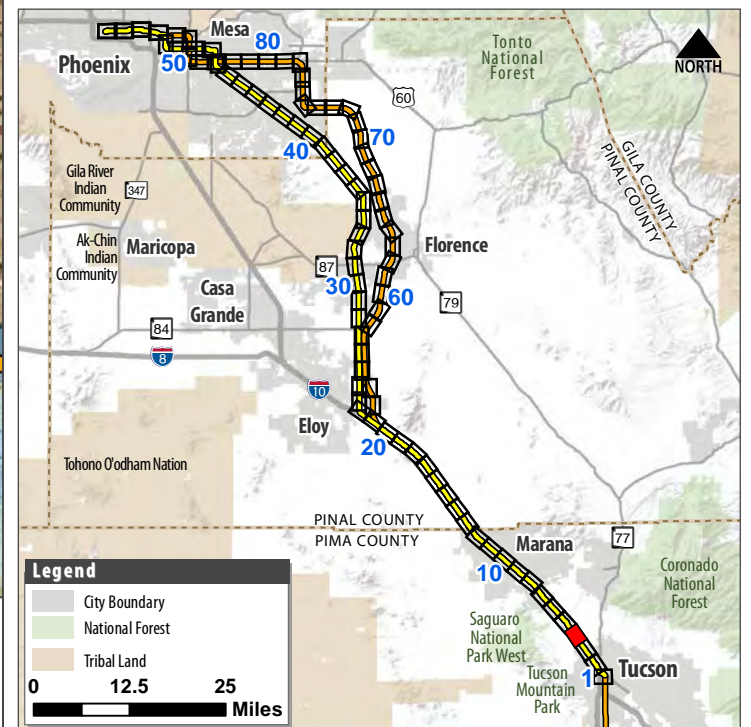 Mesa
80
Phoenix
50
Tonto
National
Forest
NORTH
60
70
40
GILA COUNTY
PINAL COUNTY
Gila River
Indian
Community
347
Ak-Chin
Indian
Community
Maricopa
Florence
87
Casa
Grande
30
60
79
84
8
10
Eloy
20
Tohono O'odham Nation
PINAL COUNTY
PIMA COUNTY
Marana
77
10
Coronado
National
Forest
Saguaro
National
Park West
Tucson
Mountain
Park
1
Tucson
Legend
City Boundary
National Forest
Tribal Land
0 12.5 25
Miles